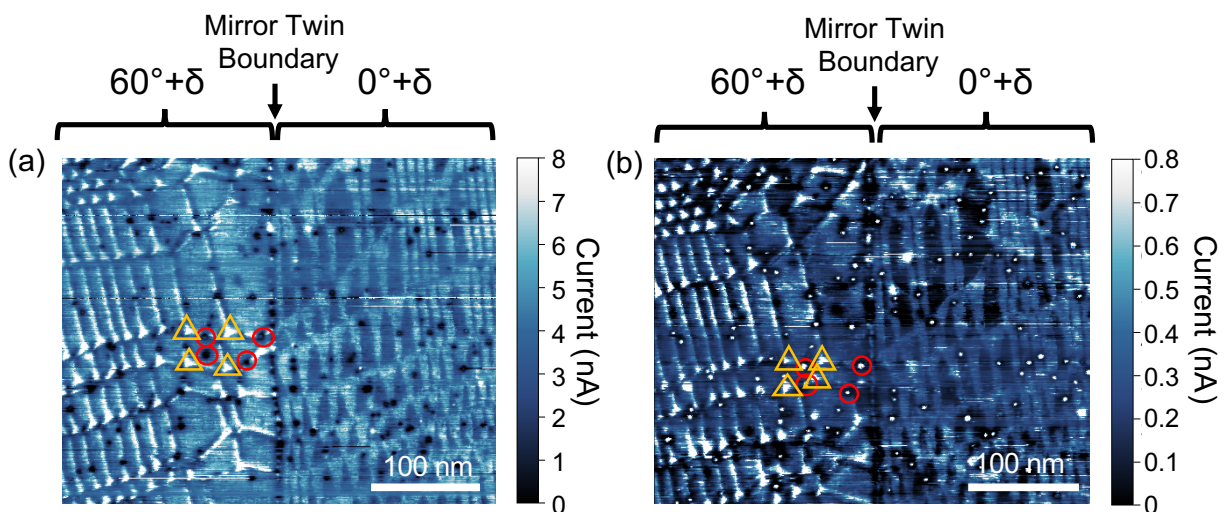 Mirror Twin
Boundary
60°+δ
0°+δ
(a)
8
7
6
5
4
3
2
1
0
Current (nA)
100 nm
Mirror Twin
Boundary
60°+δ
0°+δ
(b)
0.8
0.7
0.6
0.5
0.4
0.3
0.2
0.1
0
Current (nA)
100 nm